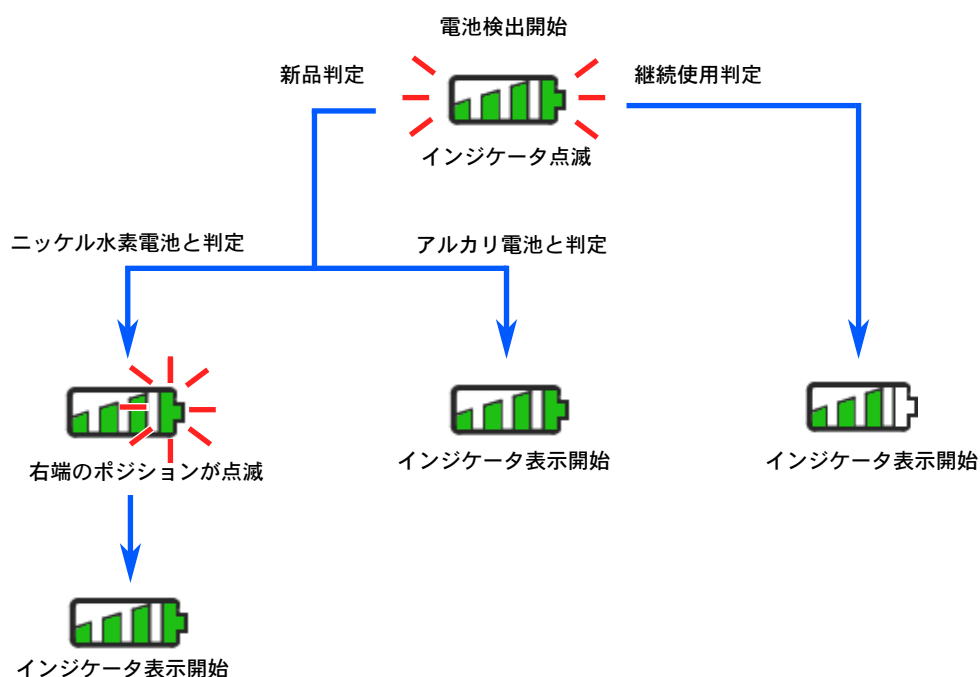 電池検出開始
新品判定
継続使用判定
インジケータ点滅
ニッケル水素電池と判定
アルカリ電池と判定
右端のポジションが点滅
インジケータ表示開始
インジケータ表示開始
インジケータ表示開始